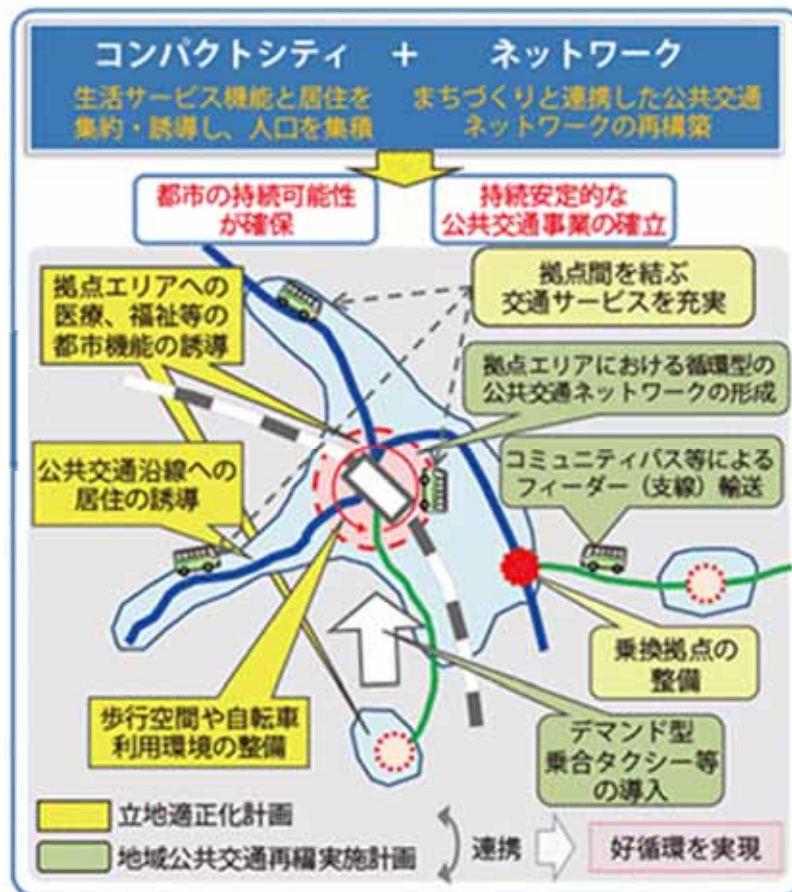 コンパクトシティ + ネットワーク
生活サービス機能と居住を
集約・誘導し、人口を集積
まちづくりと連携した公共交通
ネットワークの再構築
都市の持続可能性
が確保
持続安定的な
公共交通事業の確立
拠点エリアへの
医療、福祉等の
都市機能の誘導
拠点間を結ぶ
交通サービスを充実
拠点エリアにおける循環型の
公共交通ネットワークの形成
公共交通沿線への
居住の誘導
コミュニティバス等による
フィーダー(支線)輸送
乗換拠点の
整備
歩行空間や自転車
利用環境の整備
デマンド型
乗合タクシー等
の導入
立地適正化計画
地域公共交通再編実施計画
連携
好循環を実現